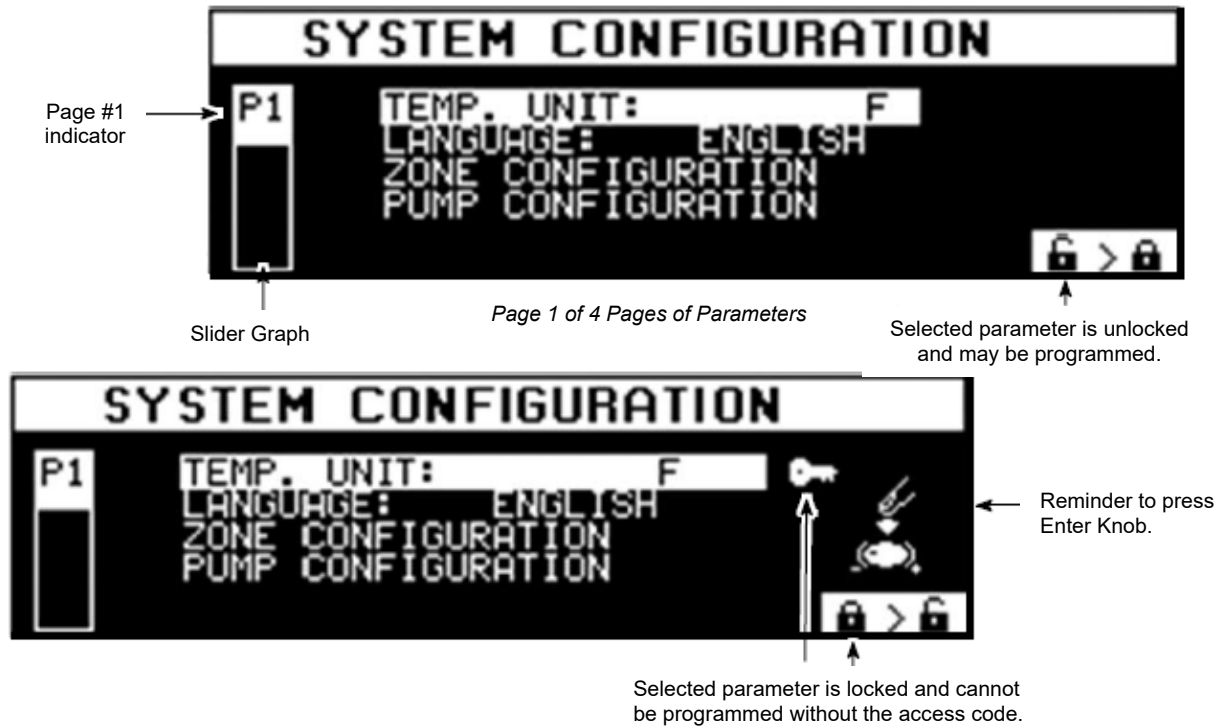 SYSTEM CONFIGURATION
Page #1
indicator
P1
TEMP. UNIT: F
LANGUAGE: ENGLISH
ZONE CONFIGURATION
PUMP CONFIGURATION
>
Slider Graph
Page 1 of 4 Pages of Parameters
Selected parameter is unlocked
and may be programmed.
SYSTEM CONFIGURATION
P1
TEMP. UNIT: F
LANGUAGE: ENGLISH
ZONE CONFIGURATION
PUMP CONFIGURATION
>
Reminder to press
Enter Knob.
Selected parameter is locked and cannot
be programmed without the access code.